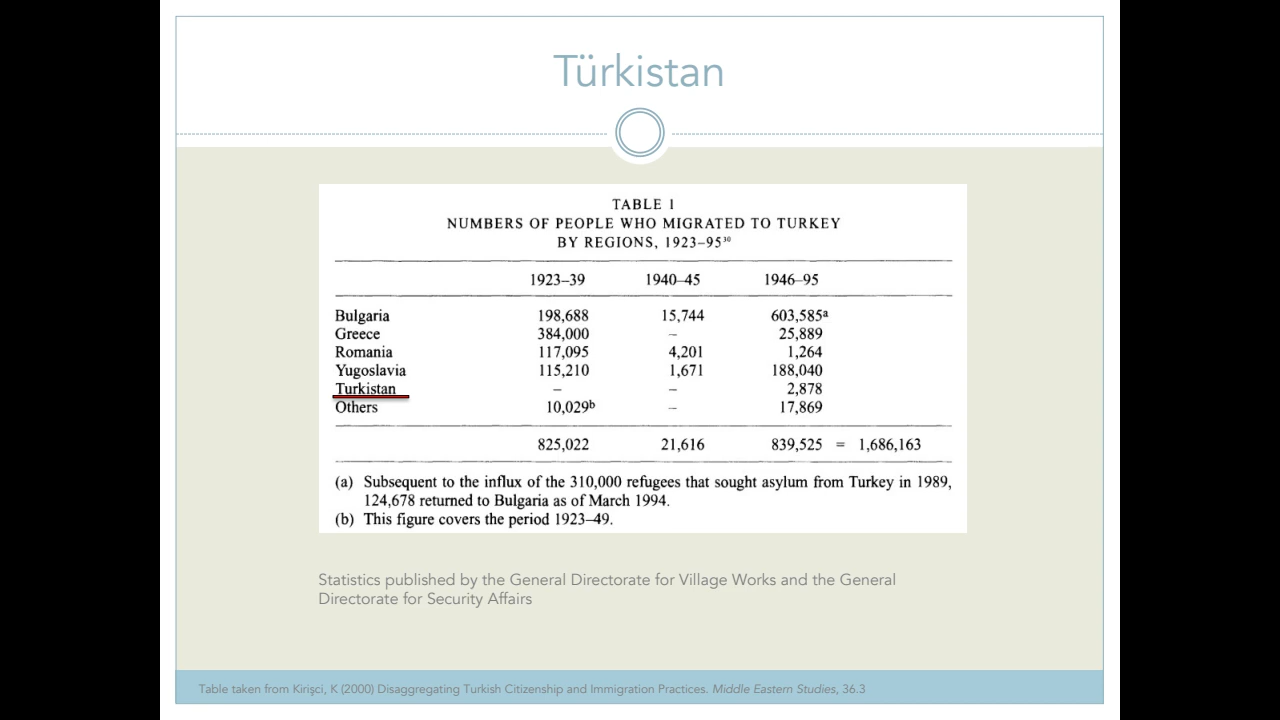 Türkistan
TABLE 1
NUMBERS OF PEOPLE WHO MIGRATED TO TURKEY
BY REGIONS, 1923–95³⁰
1923–39 1940–45 1946–95
Bulgaria 198,688 15,744 603,585ᵃ
Greece 384,000 – 25,889
Romania 117,095 4,201 1,264
Yugoslavia 115,210 1,671 188,040
Turkistan – – 2,878
Others 10,029ᵇ – 17,869
825,022 21,616 839,525 = 1,686,163
(a) Subsequent to the influx of the 310,000 refugees that sought asylum from Turkey in 1989,
124,678 returned to Bulgaria as of March 1994.
(b) This figure covers the period 1923–49.
Statistics published by the General Directorate for Village Works and the General
Directorate for Security Affairs
Table taken from Kirişci, K (2000) Disaggregating Turkish Citizenship and Immigration Practices. Middle Eastern Studies, 36.3